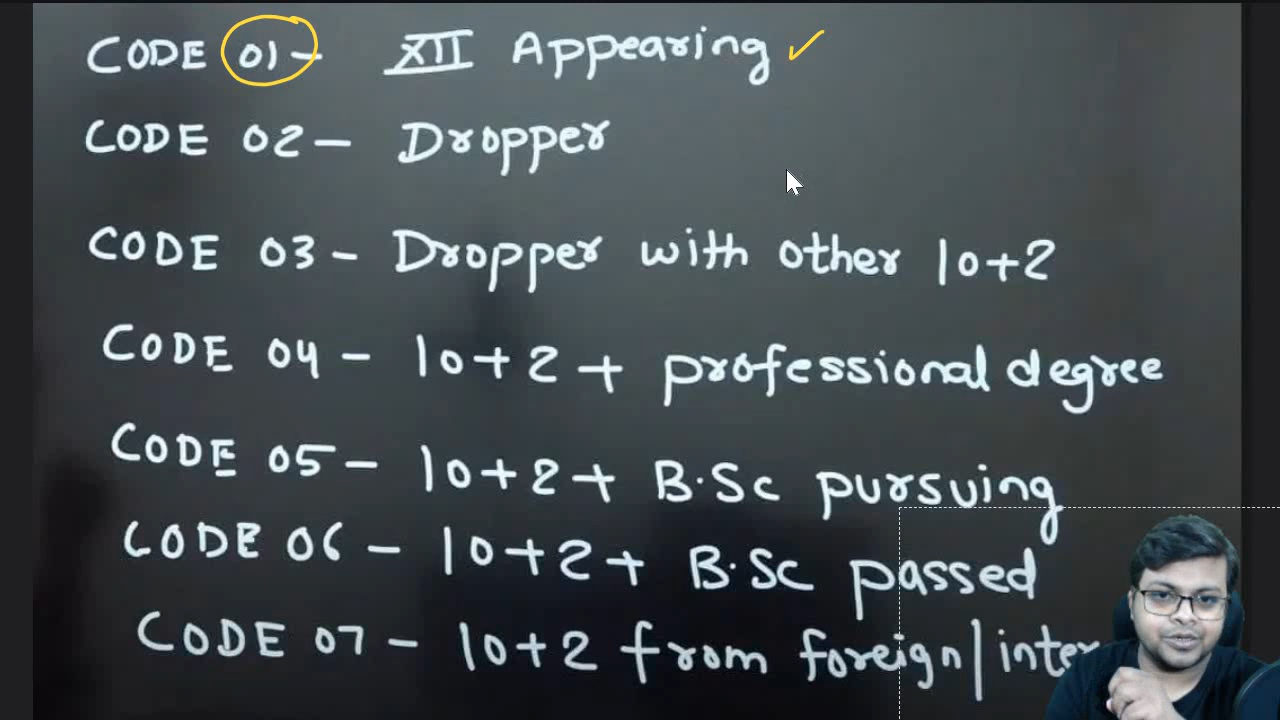 CODE 01- XII Appearing ✓
CODE 02- Dropper
CODE 03- Dropper with other 10+2
CODE 04- 10+2+ professional degree
CODE 05- 10+2+ B.Sc pursuing
CODE 06- 10+2+ B.Sc passed
CODE 07- 10+2 from foreign/inter